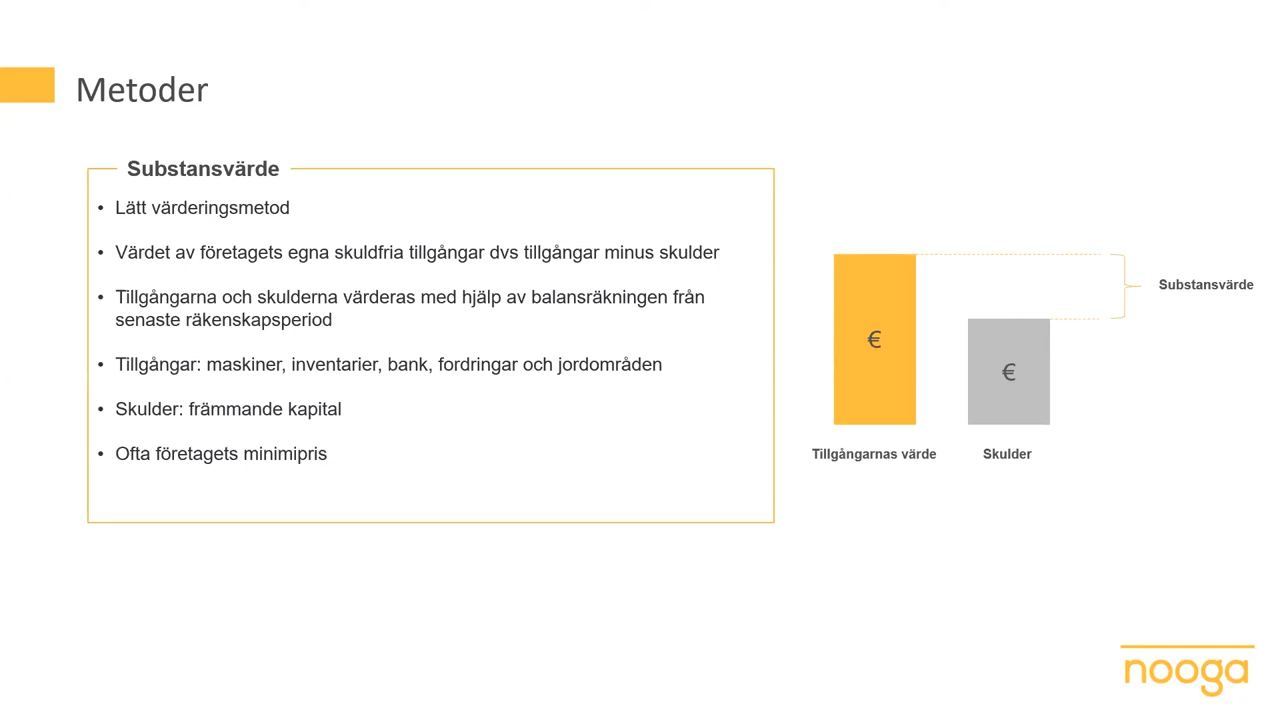 Metoder
Substansvärde
• Lätt värderingsmetod
• Värdet av företagets egna skuldfria tillgångar dvs tillgångar minus skulder
• Tillgångarna och skulderna värderas med hjälp av balansräkningen från
senaste räkenskapsperiod
• Tillgångar: maskiner, inventarier, bank, fordringar och jordområden
• Skulder: främmande kapital
• Ofta företagets minimipris
Substansvärde
€
€
Tillgångarnas värde
Skulder
nooga